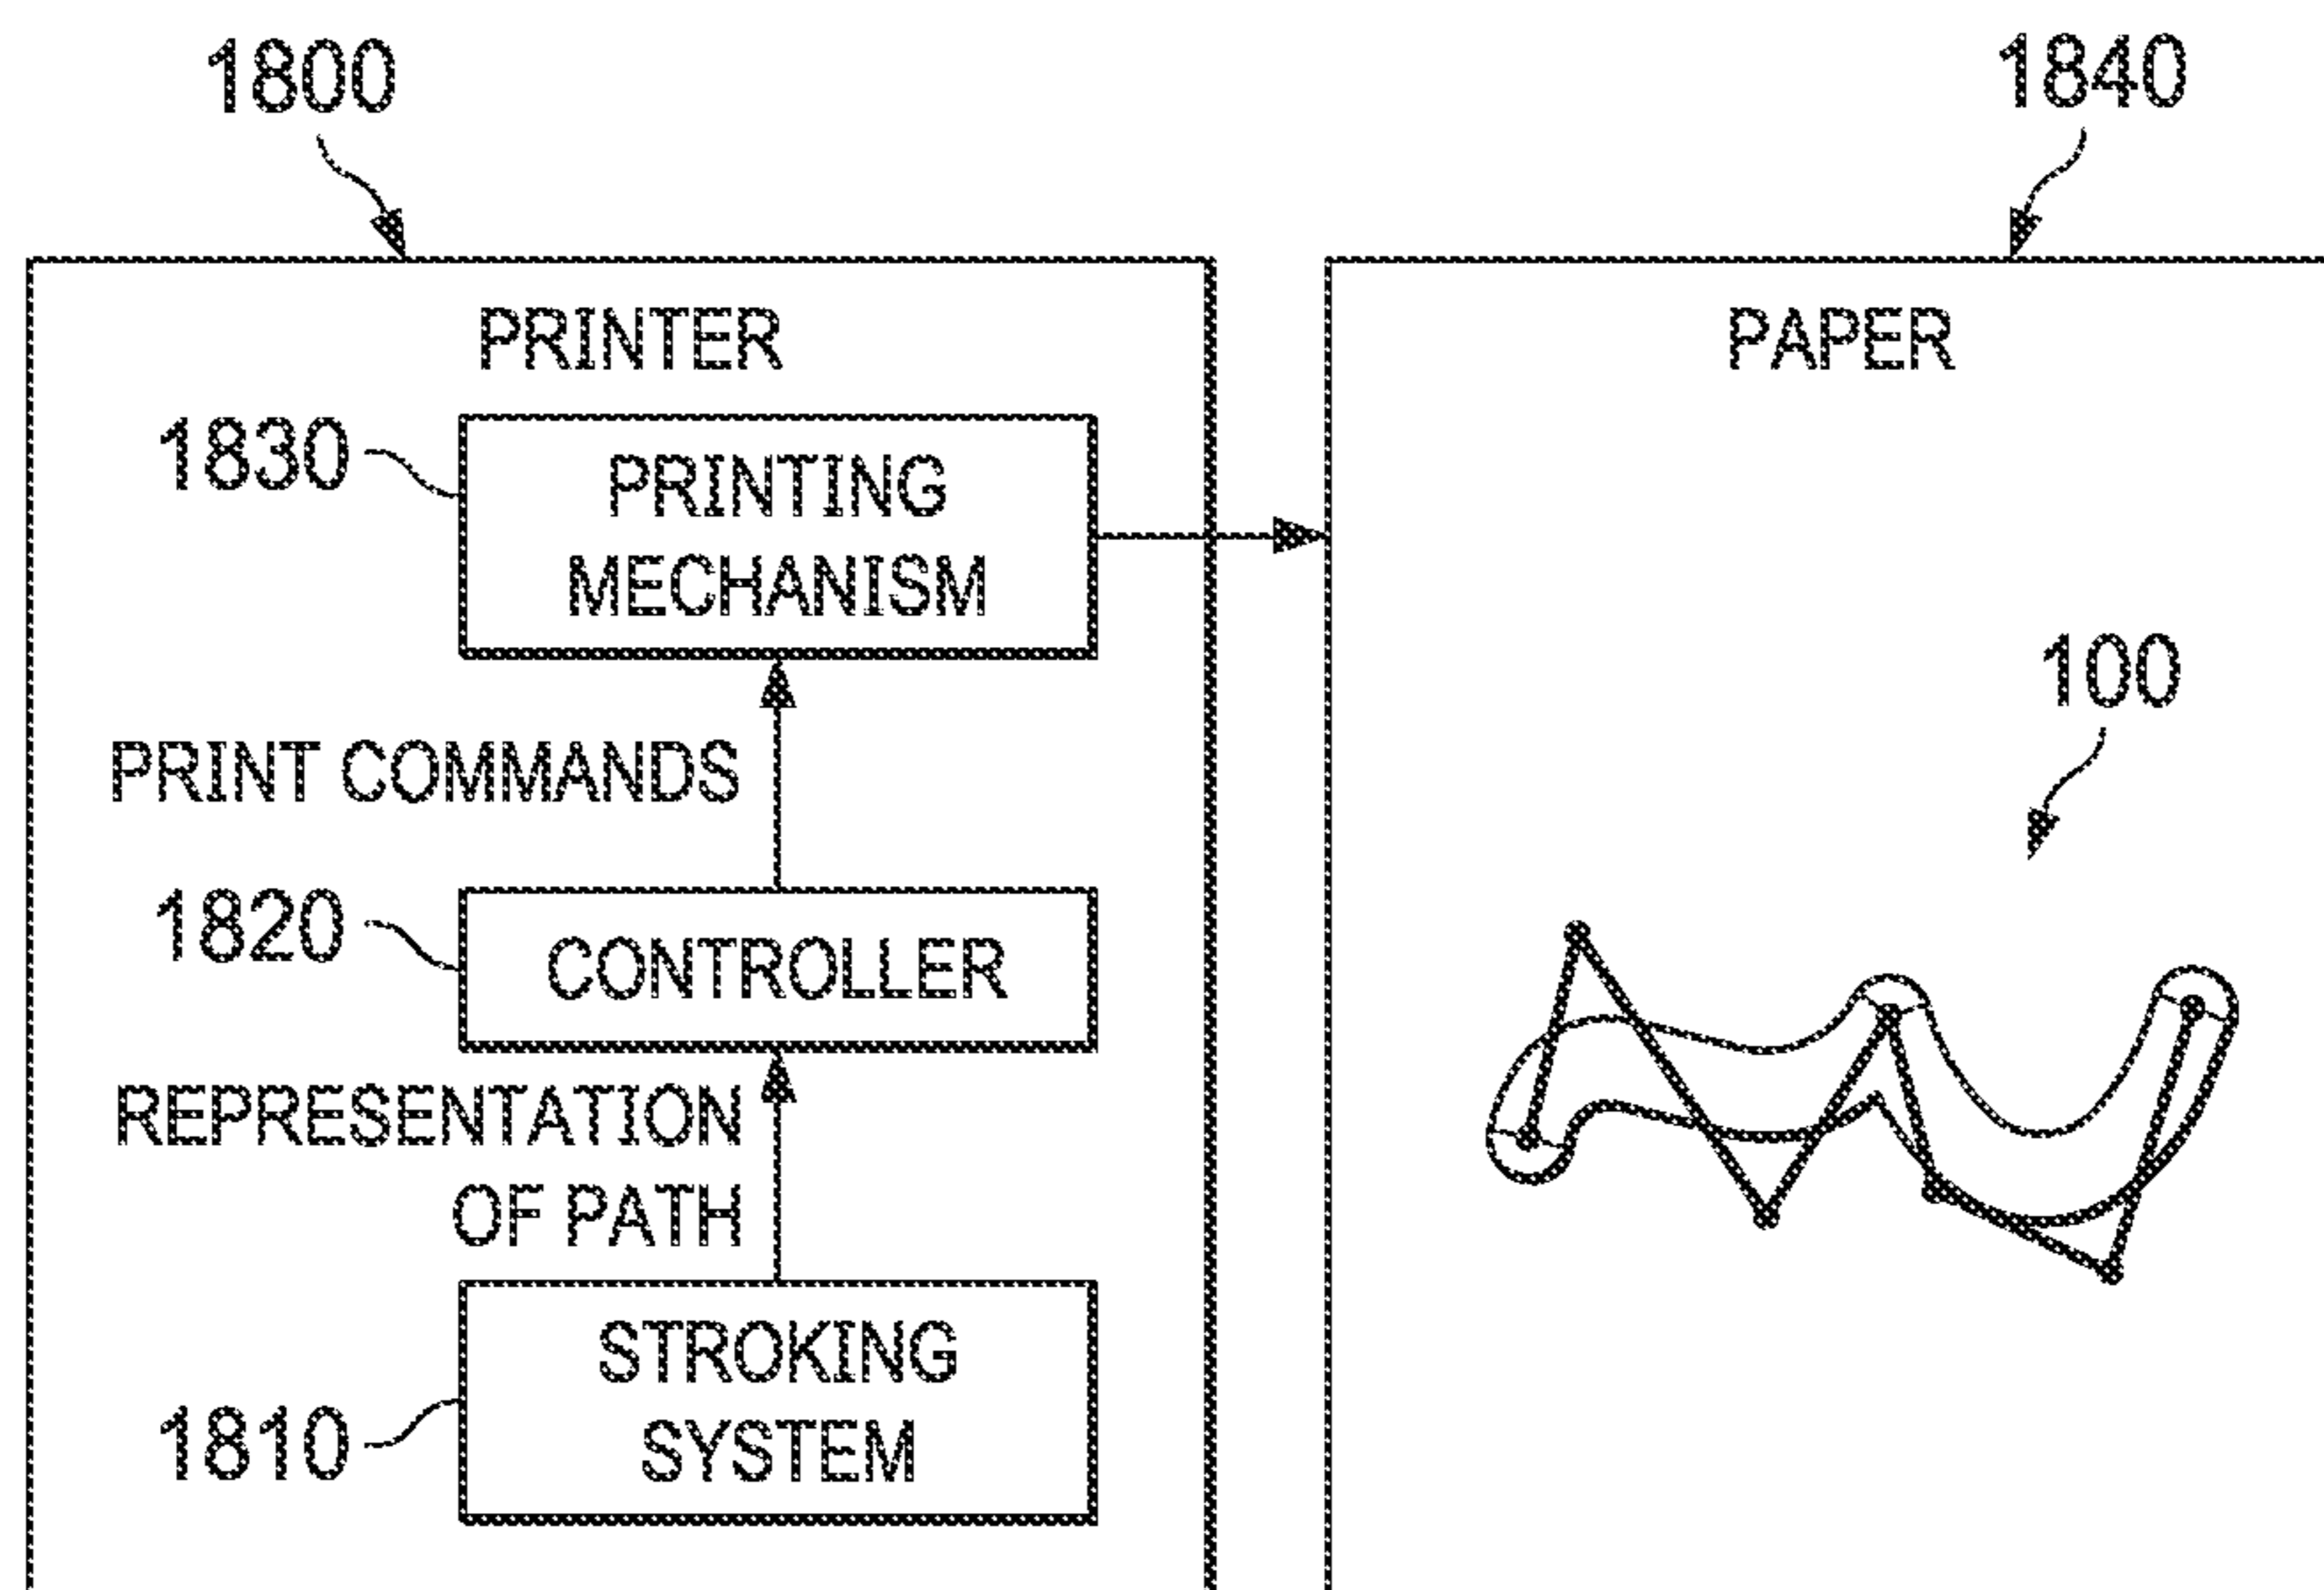 1800
1840
PRINTER
PAPER
1830
PRINTING
MECHANISM
100
PRINT COMMANDS
1820
CONTROLLER
REPRESENTATION
OF PATH
STROKING
SYSTEM
1810